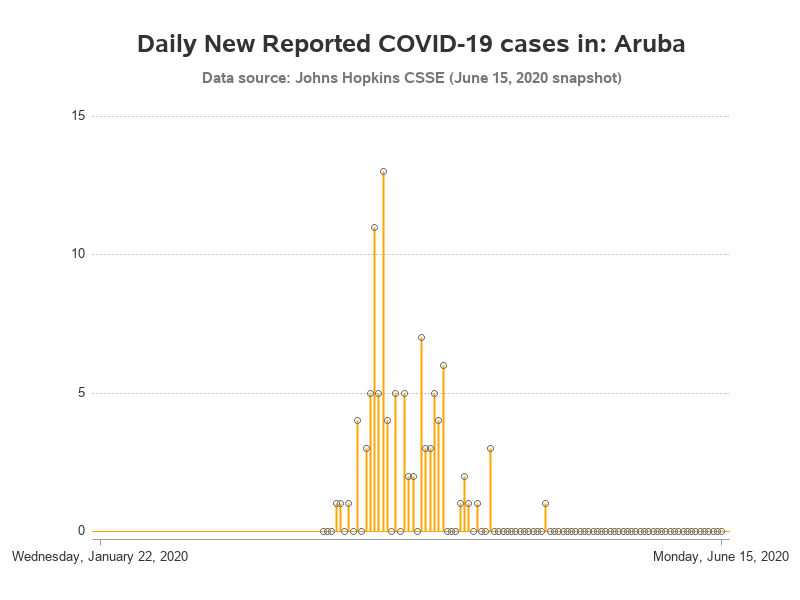 Daily New Reported COVID-19 cases in: Aruba
Data source: Johns Hopkins CSSE (June 15, 2020 snapshot)
15
10
5
0
Wednesday, January 22, 2020
Monday, June 15, 2020